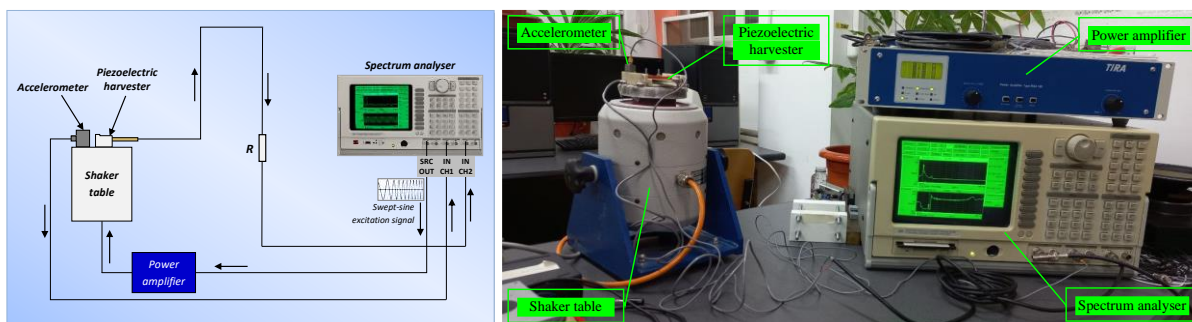 Spectrum analyser
Piezoelectric
harvester
Accelerometer
R
Shaker
table
SRC IN IN
OUT CH1 CH2
Swept-sine
excitation signal
Power
amplifier
Accelerometer
Piezoelectric
harvester
Power amplifier
TIRA
Shaker table
Spectrum analyser